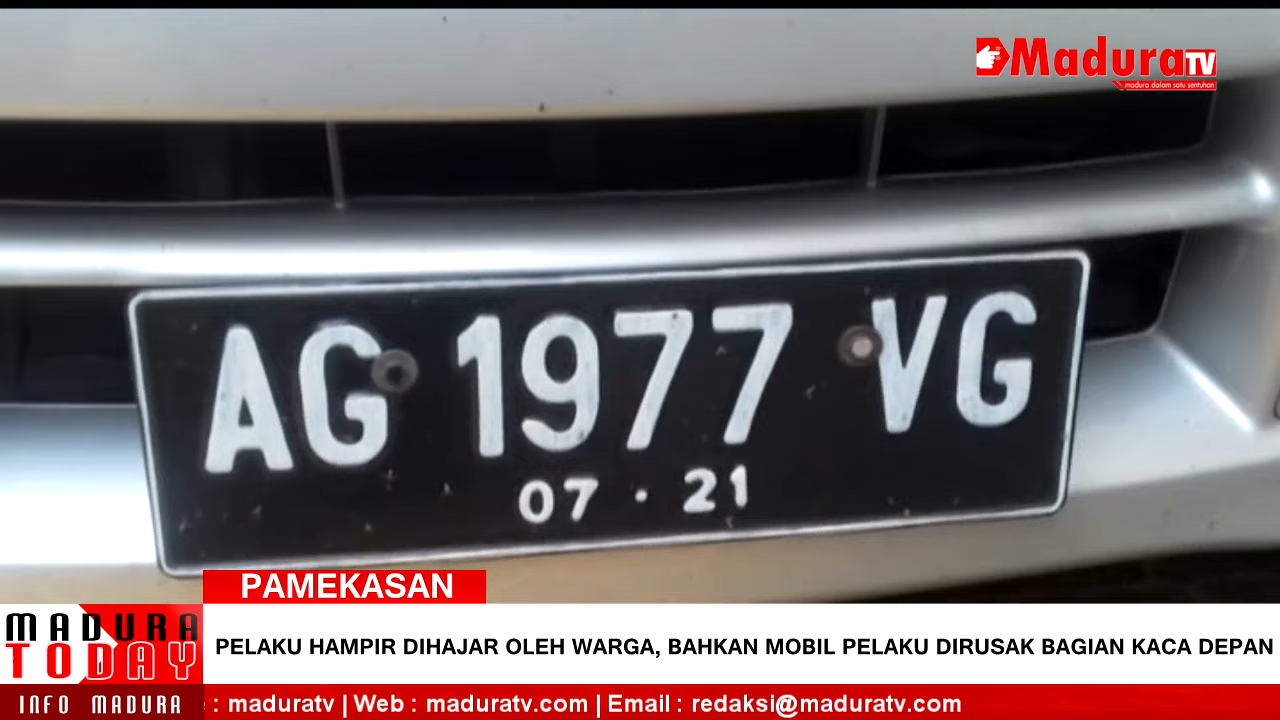 MaduraTV
madura dalam satu sentuhan
AG 1977 VG
07 · 21
PAMEKASAN
MADURA
TODAY
PELAKU HAMPIR DIHAJAR OLEH WARGA, BAHKAN MOBIL PELAKU DIRUSAK BAGIAN KACA DEPAN
INFO MADURA
: maduratv | Web : maduratv.com | Email : redaksi@maduratv.com